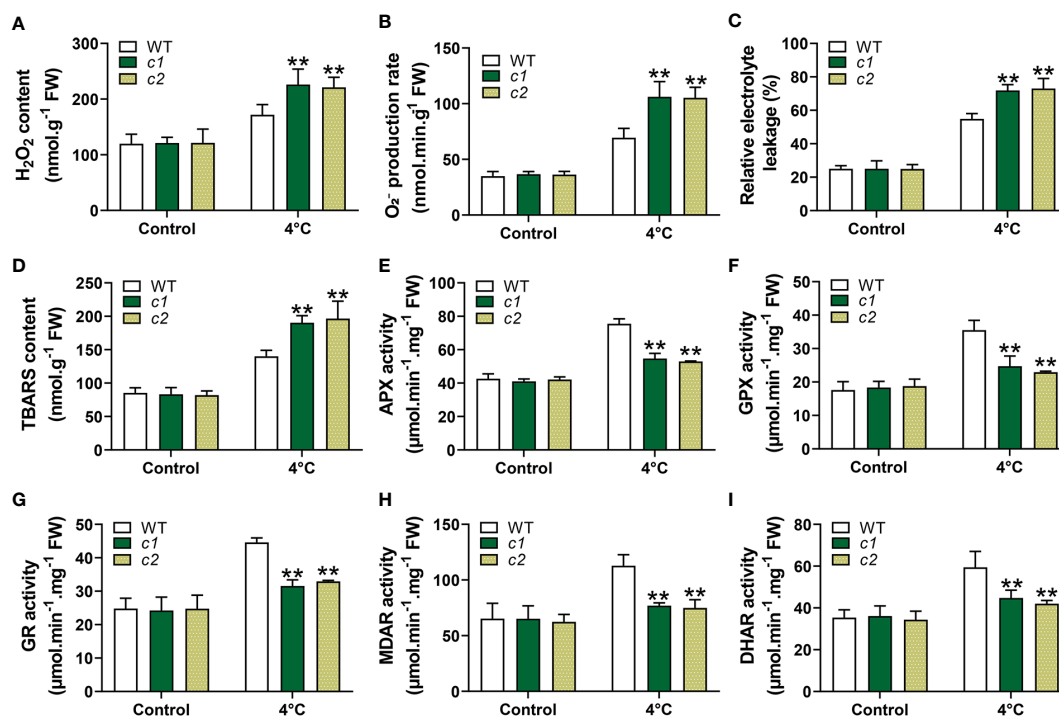 A
H₂O₂ content
(nmol.g⁻¹ FW)
300
200
100
0
WT
c1
c2
**
**
Control
4°C
B
O₂⁻ production rate
(nmol.min.g⁻¹ FW)
150
100
50
0
WT
c1
c2
**
**
Control
4°C
C
Relative electrolyte
leakage (%)
100
80
60
40
20
0
WT
c1
c2
**
**
Control
4°C
D
TBARS content
(nmol.g⁻¹ FW)
250
200
150
100
50
0
WT
c1
c2
**
**
Control
4°C
E
APX activity
(µmol.min⁻¹.mg⁻¹ FW)
100
80
60
40
20
0
WT
c1
c2
**
**
Control
4°C
F
GPX activity
(µmol.min⁻¹.mg⁻¹ FW)
50
40
30
20
10
0
WT
c1
c2
**
**
Control
4°C
G
GR activity
(µmol.min⁻¹.mg⁻¹ FW)
50
40
30
20
10
0
WT
c1
c2
**
**
Control
4°C
H
MDAR activity
(µmol.min⁻¹.mg⁻¹ FW)
150
100
50
0
WT
c1
c2
**
**
Control
4°C
I
DHAR activity
(µmol.min⁻¹.mg⁻¹ FW)
80
60
40
20
0
WT
c1
c2
**
**
Control
4°C